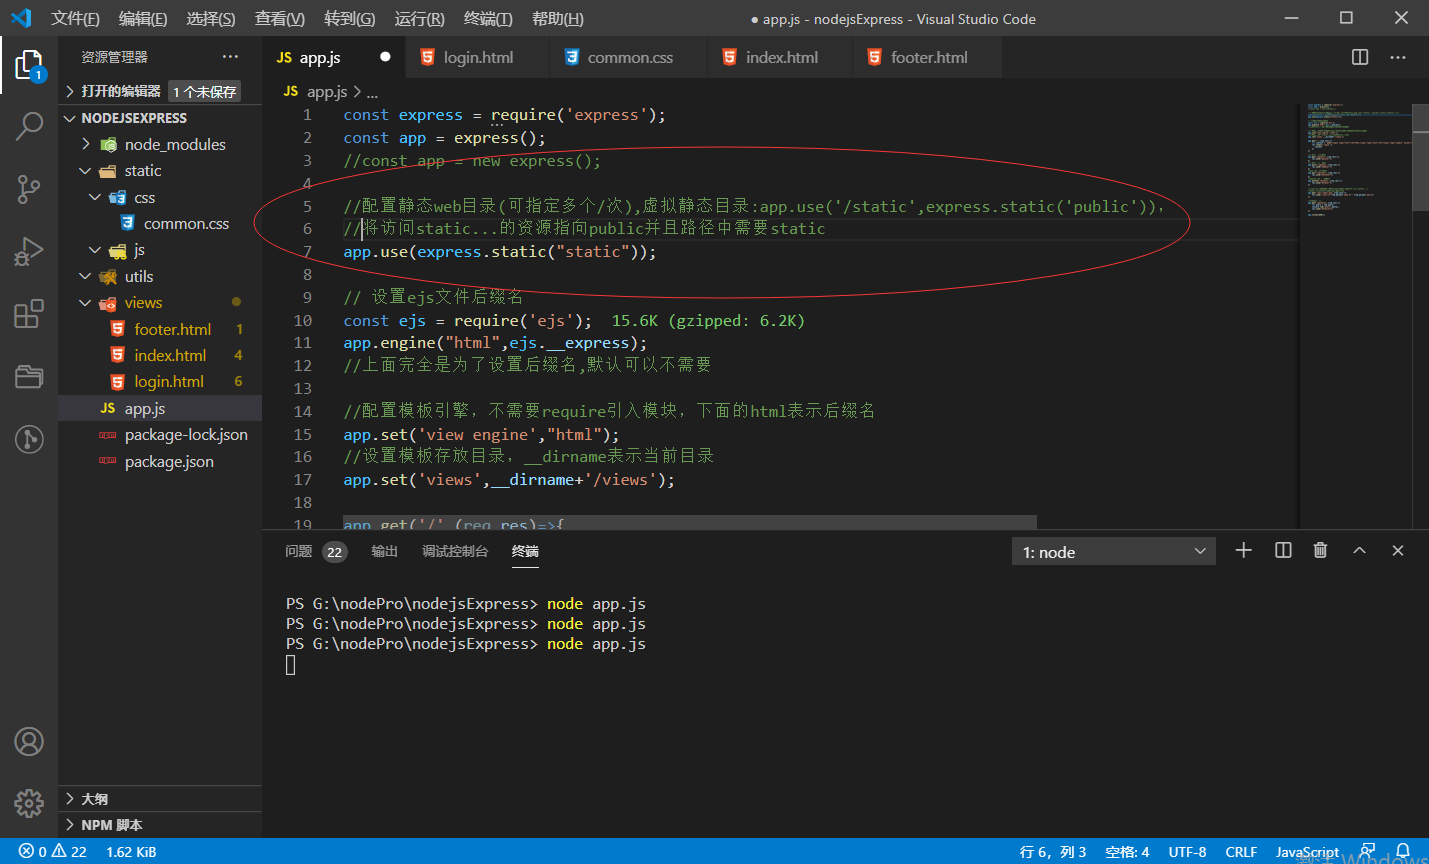 文件(F) 编辑(E) 选择(S) 查看(V) 转到(G) 运行(R) 终端(T) 帮助(H)
● app.js - nodejsExpress - Visual Studio Code
资源管理器 ···
打开的编辑器 1 个未保存
NODEJSEXPRESS
node_modules
static
css
common.css
js
utils
views
footer.html 1
index.html 4
login.html 6
app.js
package-lock.json
package.json
大纲
NPM 脚本
1
JS app.js ● login.html common.css index.html footer.html
JS app.js > ...
1 const express = require('express');
2 const app = express();
3 //const app = new express();
4
5 //配置静态web目录(可指定多个/次),虚拟静态目录:app.use('/static',express.static('public')),
6 //将访问static...的资源指向public并且路径中需要static
7 app.use(express.static("static"));
8
9 // 设置ejs文件后缀名
10 const ejs = require('ejs'); 15.6K (gzipped: 6.2K)
11 app.engine("html",ejs.__express);
12 //上面完全是为了设置后缀名,默认可以不需要
13
14 //配置模板引擎，不需要require引入模块，下面的html表示后缀名
15 app.set('view engine',"html");
16 //设置模板存放目录，__dirname表示当前目录
17 app.set('views',__dirname+'/views');
18
19 app.get('/',(req,res)=>{
问题 22 输出 调试控制台 终端 1: node
PS G:\nodePro\nodejsExpress> node app.js
PS G:\nodePro\nodejsExpress> node app.js
PS G:\nodePro\nodejsExpress> node app.js
0 22 1.62 KiB 行 6，列 3 空格: 4 UTF-8 CRLF JavaScript
Windows